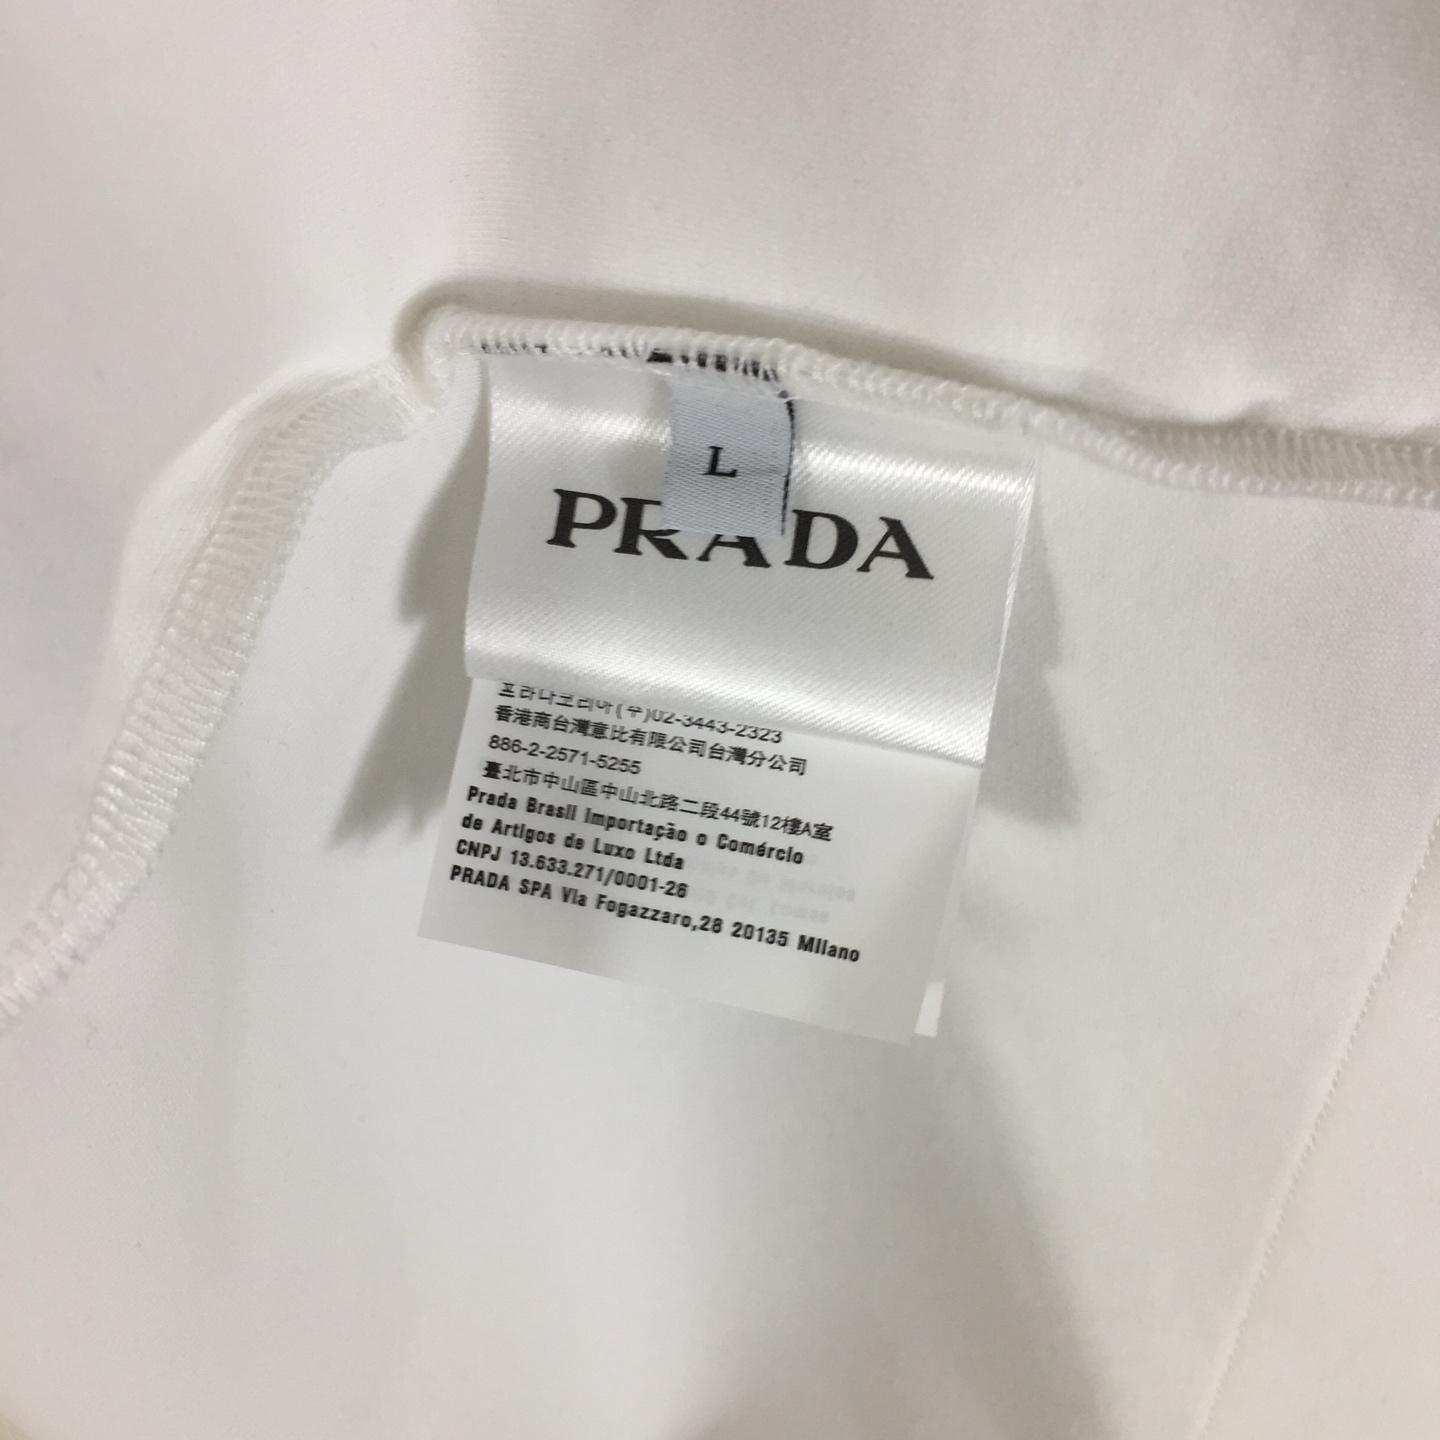 L
PRADA
프라다코리아(주)02-3443-2323
香港商台灣意比有限公司台灣分公司
886-2-2571-5255
臺北市中山區中山北路二段44號12樓A室
Prada Brasil Importação o Comércio
de Artigos de Luxo Ltda
CNPJ 13.633.271/0001-26
PRADA SPA Via Fogazzaro,28 20135 Milano